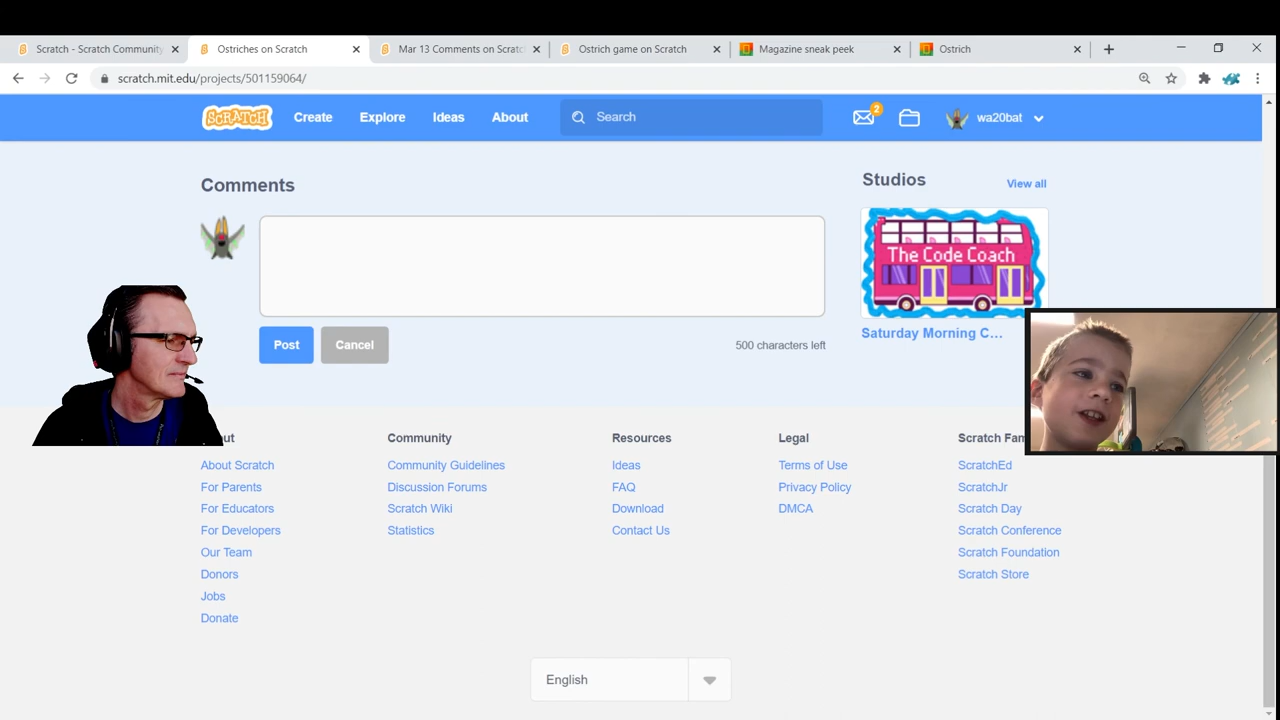 Scratch - Scratch Community
Ostriches on Scratch
Mar 13 Comments on Scratc
Ostrich game on Scratch
Magazine sneak peek
Ostrich
scratch.mit.edu/projects/501159064/
SCRATCH
Create
Explore
Ideas
About
Search
2
wa20bat
Comments
Studios
View all
The Code Coach
Saturday Morning C...
Post
Cancel
500 characters left
out
Community
Resources
Legal
Scratch Fam
About Scratch
Community Guidelines
Ideas
Terms of Use
ScratchEd
For Parents
Discussion Forums
FAQ
Privacy Policy
ScratchJr
For Educators
Scratch Wiki
Download
DMCA
Scratch Day
For Developers
Statistics
Contact Us
Scratch Conference
Our Team
Scratch Foundation
Donors
Scratch Store
Jobs
Donate
English